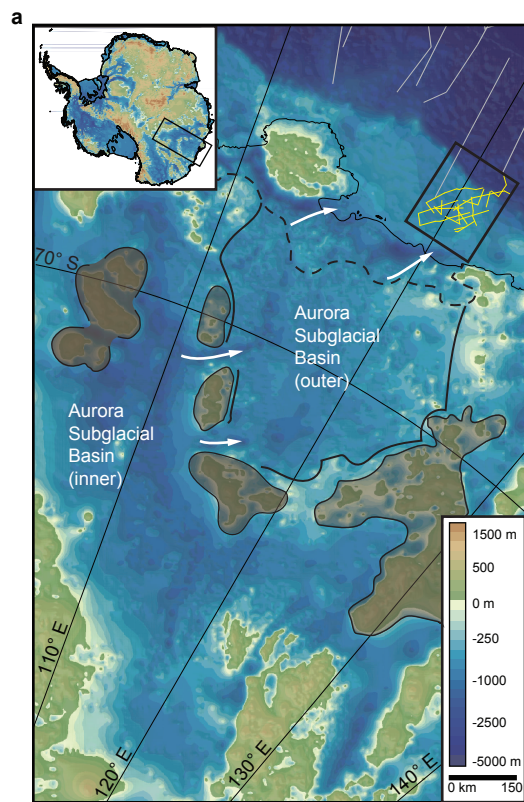 a
70° S
Aurora
Subglacial
Basin
(outer)
Aurora
Subglacial
Basin
(inner)
110° E
120° E
130° E
140° E
1500 m
500
0 m
-250
-1000
-2500
-5000 m
0 km 150